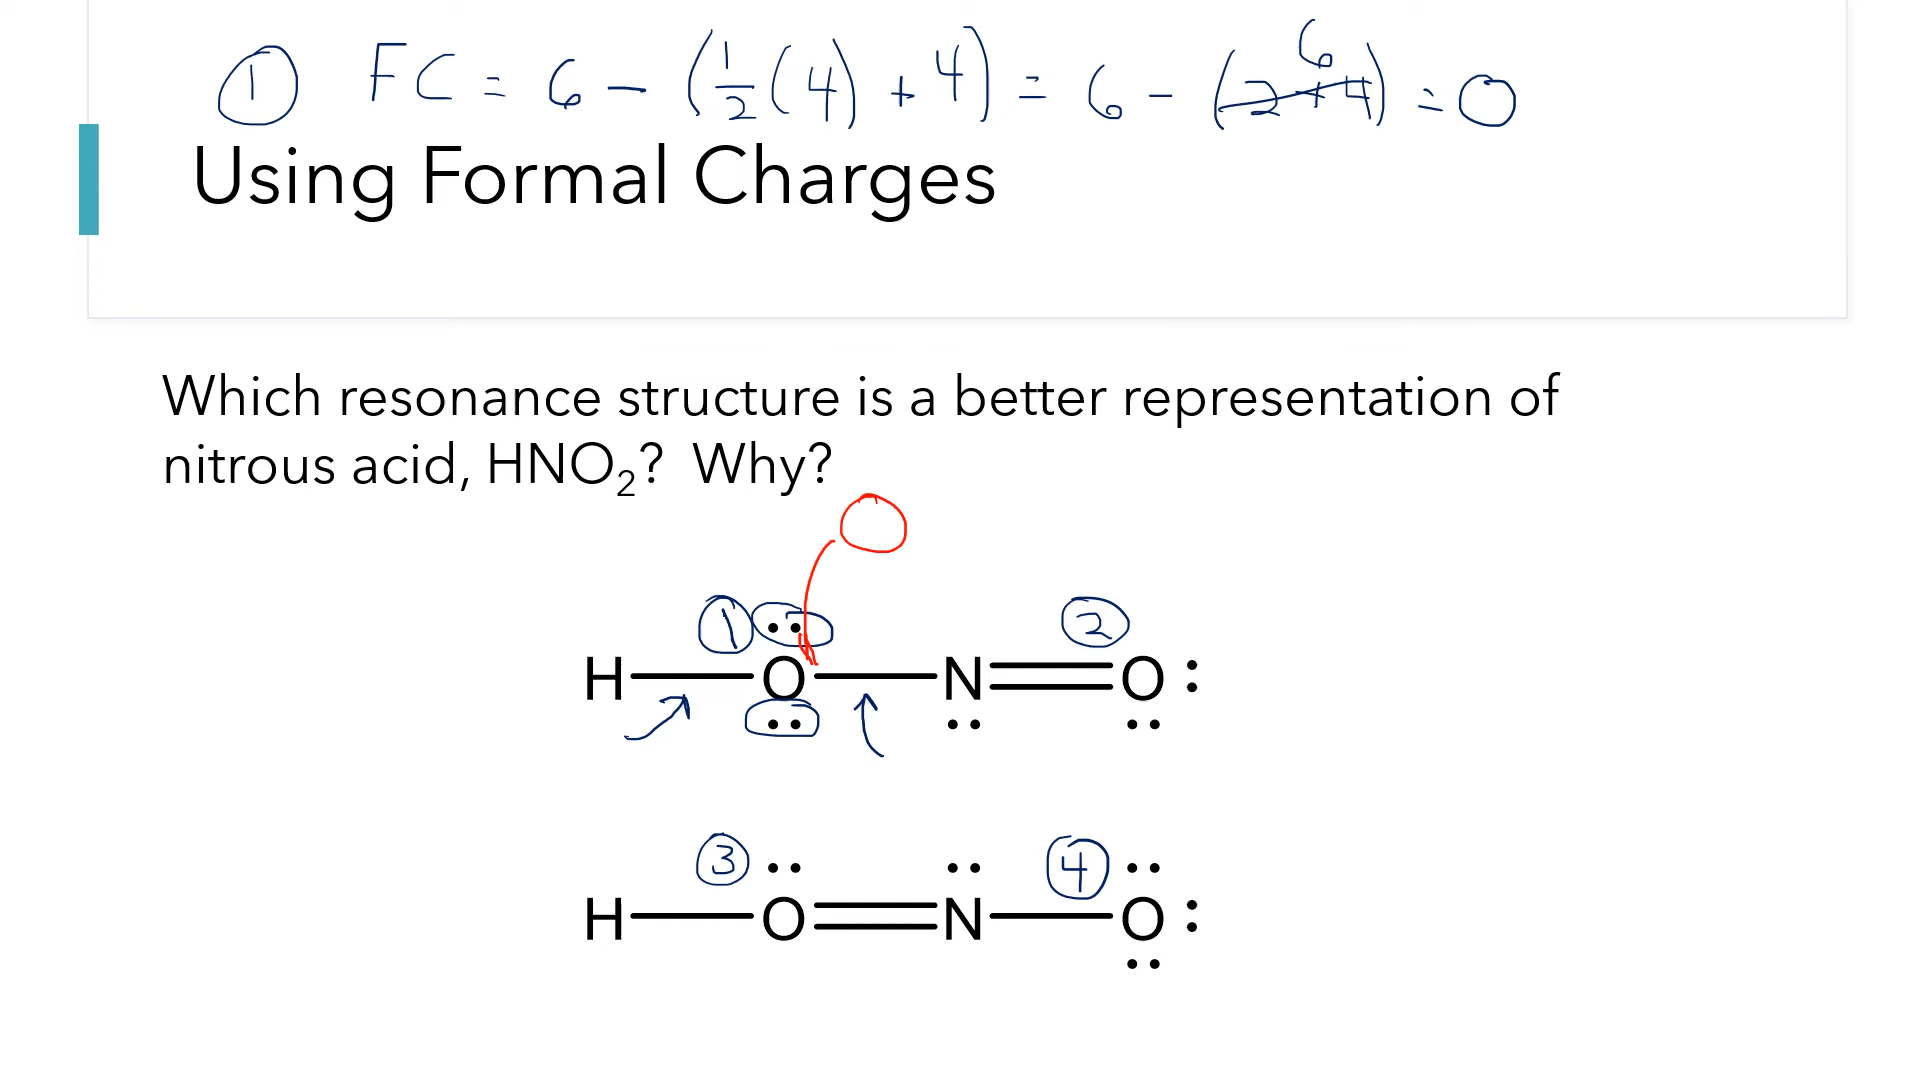 ① FC = 6 - (1/2(4) + 4) = 6 - (2+4) 6 = 0
Using Formal Charges
Which resonance structure is a better representation of
nitrous acid, HNO₂? Why?
① ②
H O N O
③ ④
H O N O